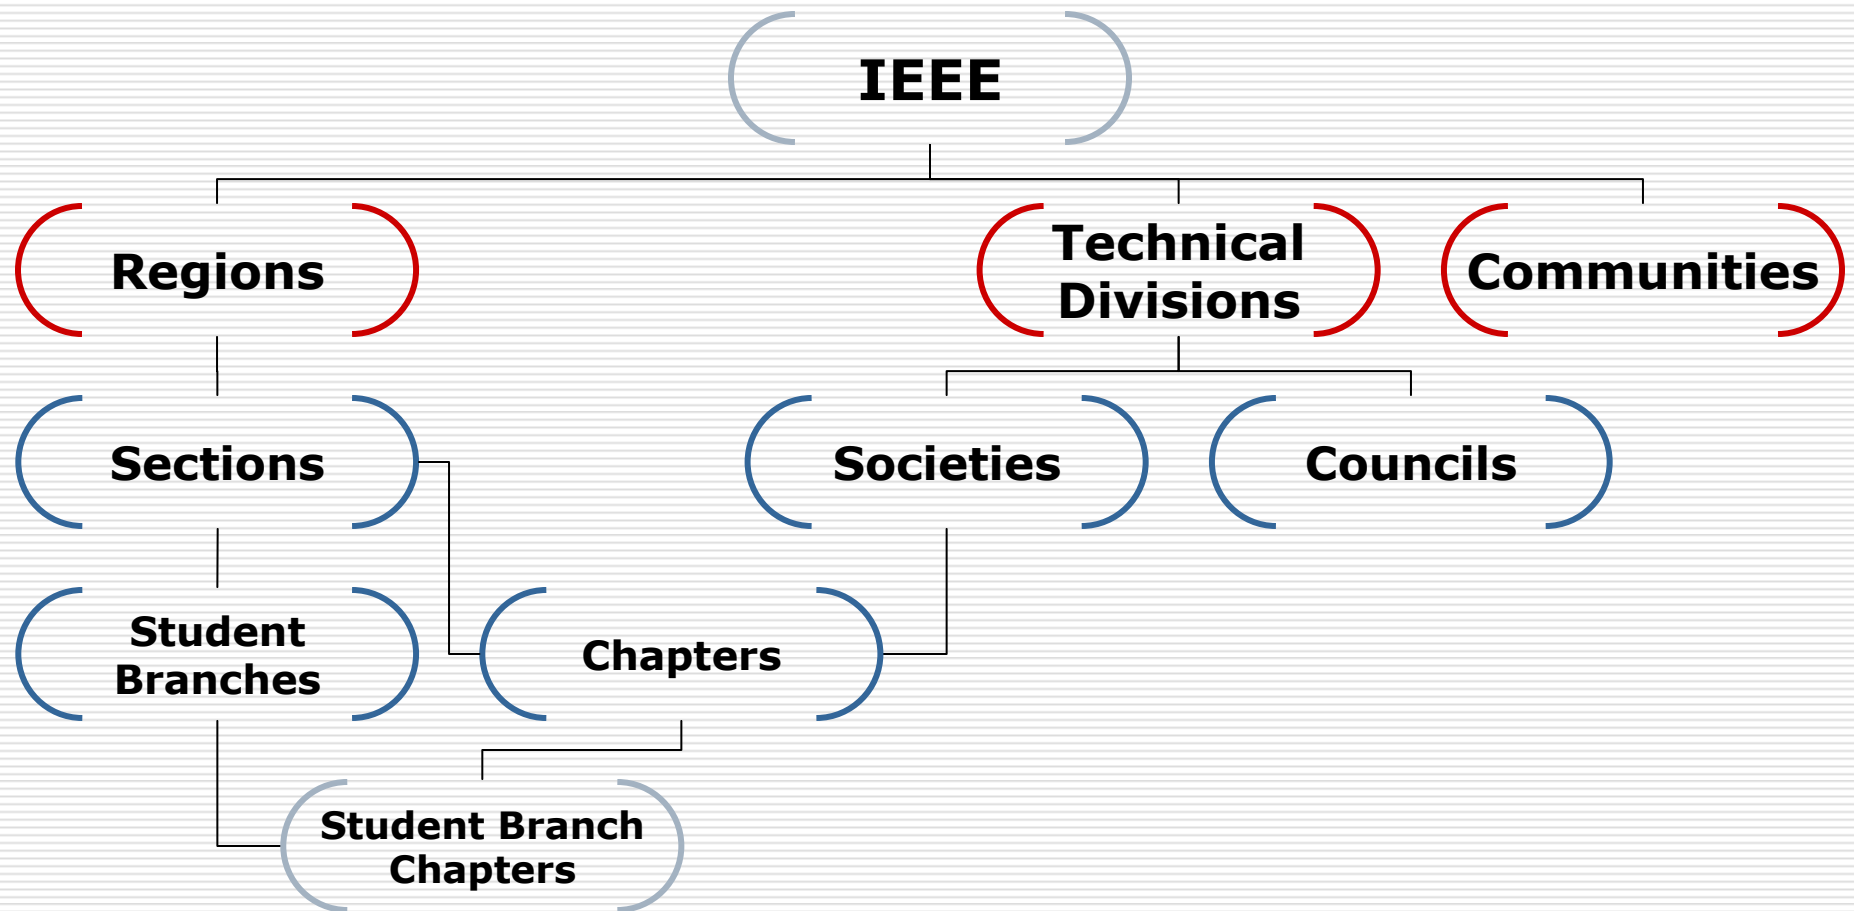 IEEE
Regions
Technical
Divisions
Communities
Sections
Societies
Councils
Student
Branches
Chapters
Student Branch
Chapters